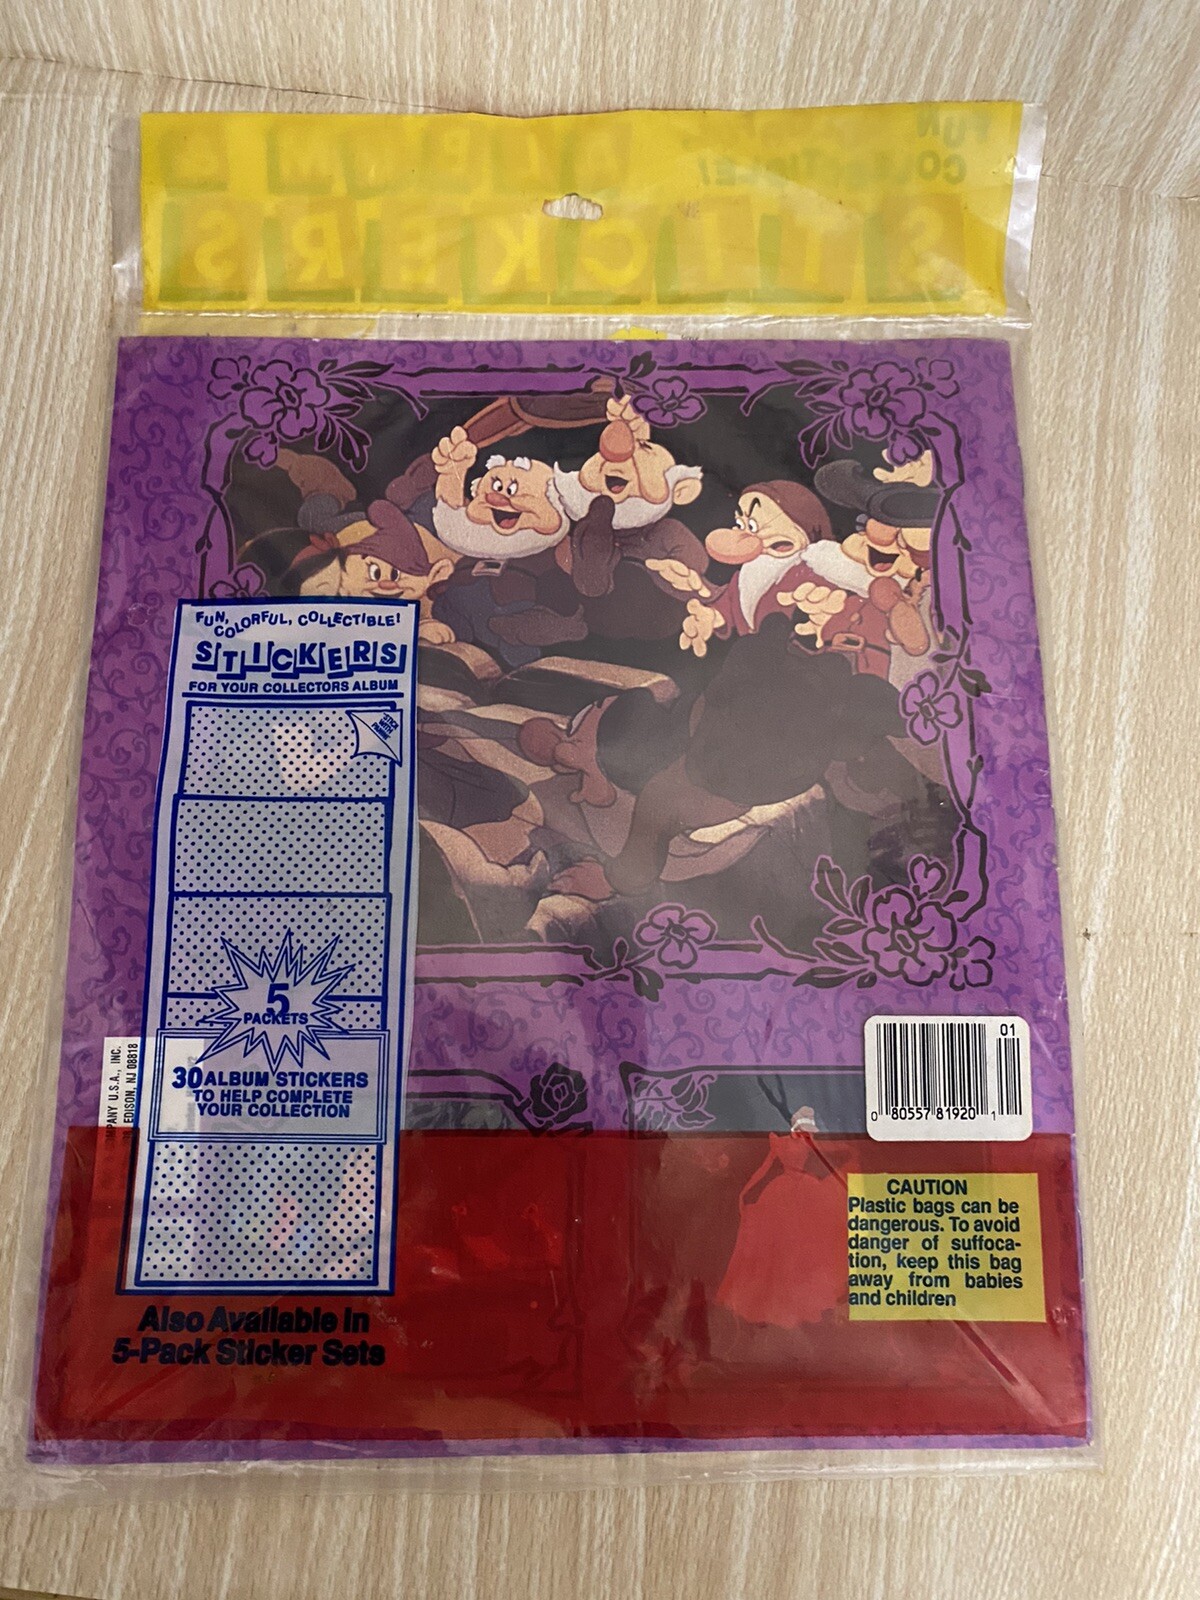 FUN,
COLORFUL, COLLECTIBLE!
STICKERS
FOR YOUR COLLECTORS ALBUM
5
PACKETS
30 ALBUM STICKERS
TO HELP COMPLETE
YOUR COLLECTION
Also Available In
5-Pack Sticker Sets
U.S.A., INC.
EDISON, NJ 08818
01
0 80557 81920 1
CAUTION
Plastic bags can be
dangerous. To avoid
danger of suffoca-
tion, keep this bag
away from babies
and children
STICKERS